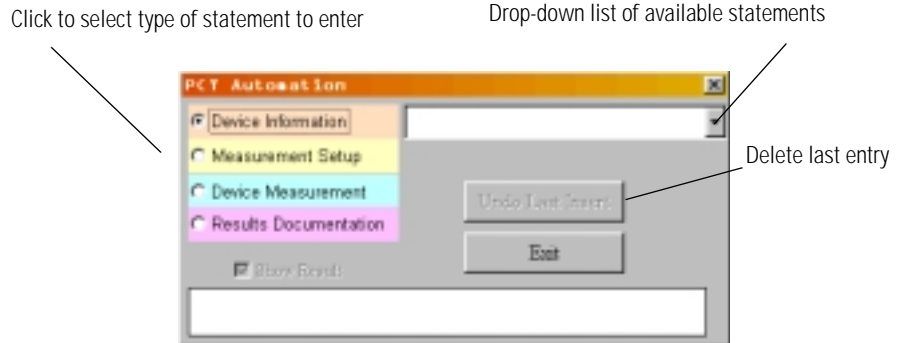 Click to select type of statement to enter
Drop-down list of available statements
PCT Automation
Device Information
Measurement Setup
Delete last entry
Device Measurement
Undo Last Insert
Results Documentation
Exit
Show Result